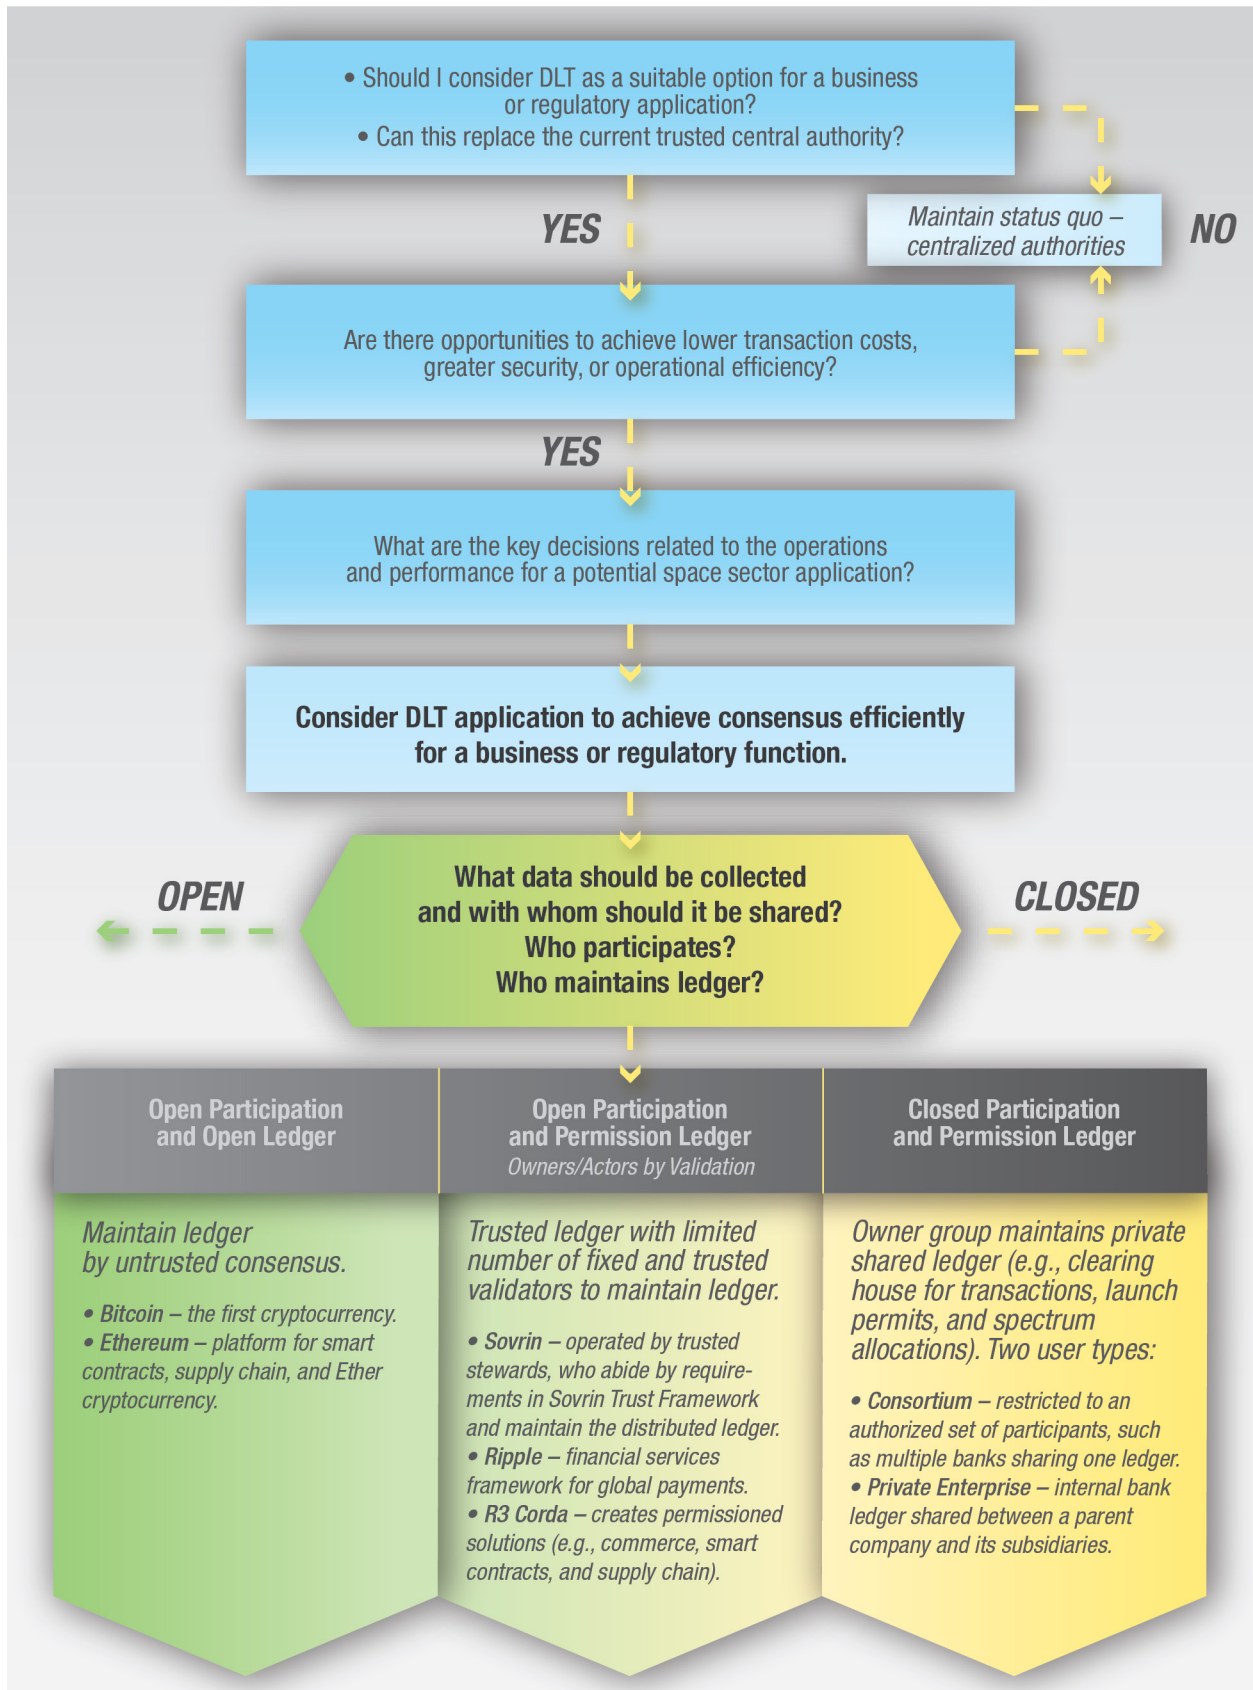 • Should I consider DLT as a suitable option for a business
or regulatory application?
• Can this replace the current trusted central authority?
YES
Maintain status quo –
centralized authorities
NO
Are there opportunities to achieve lower transaction costs,
greater security, or operational efficiency?
YES
What are the key decisions related to the operations
and performance for a potential space sector application?
Consider DLT application to achieve consensus efficiently
for a business or regulatory function.
OPEN
What data should be collected
and with whom should it be shared?
Who participates?
Who maintains ledger?
CLOSED
Open Participation
and Open Ledger
Maintain ledger
by untrusted consensus.
• Bitcoin – the first cryptocurrency.
• Ethereum – platform for smart
contracts, supply chain, and Ether
cryptocurrency.
Open Participation
and Permission Ledger
Owners/Actors by Validation
Trusted ledger with limited
number of fixed and trusted
validators to maintain ledger.
• Sovrin – operated by trusted
stewards, who abide by require-
ments in Sovrin Trust Framework
and maintain the distributed ledger.
• Ripple – financial services
framework for global payments.
• R3 Corda – creates permissioned
solutions (e.g., commerce, smart
contracts, and supply chain).
Closed Participation
and Permission Ledger
Owner group maintains private
shared ledger (e.g., clearing
house for transactions, launch
permits, and spectrum
allocations). Two user types:
• Consortium – restricted to an
authorized set of participants, such
as multiple banks sharing one ledger.
• Private Enterprise – internal bank
ledger shared between a parent
company and its subsidiaries.